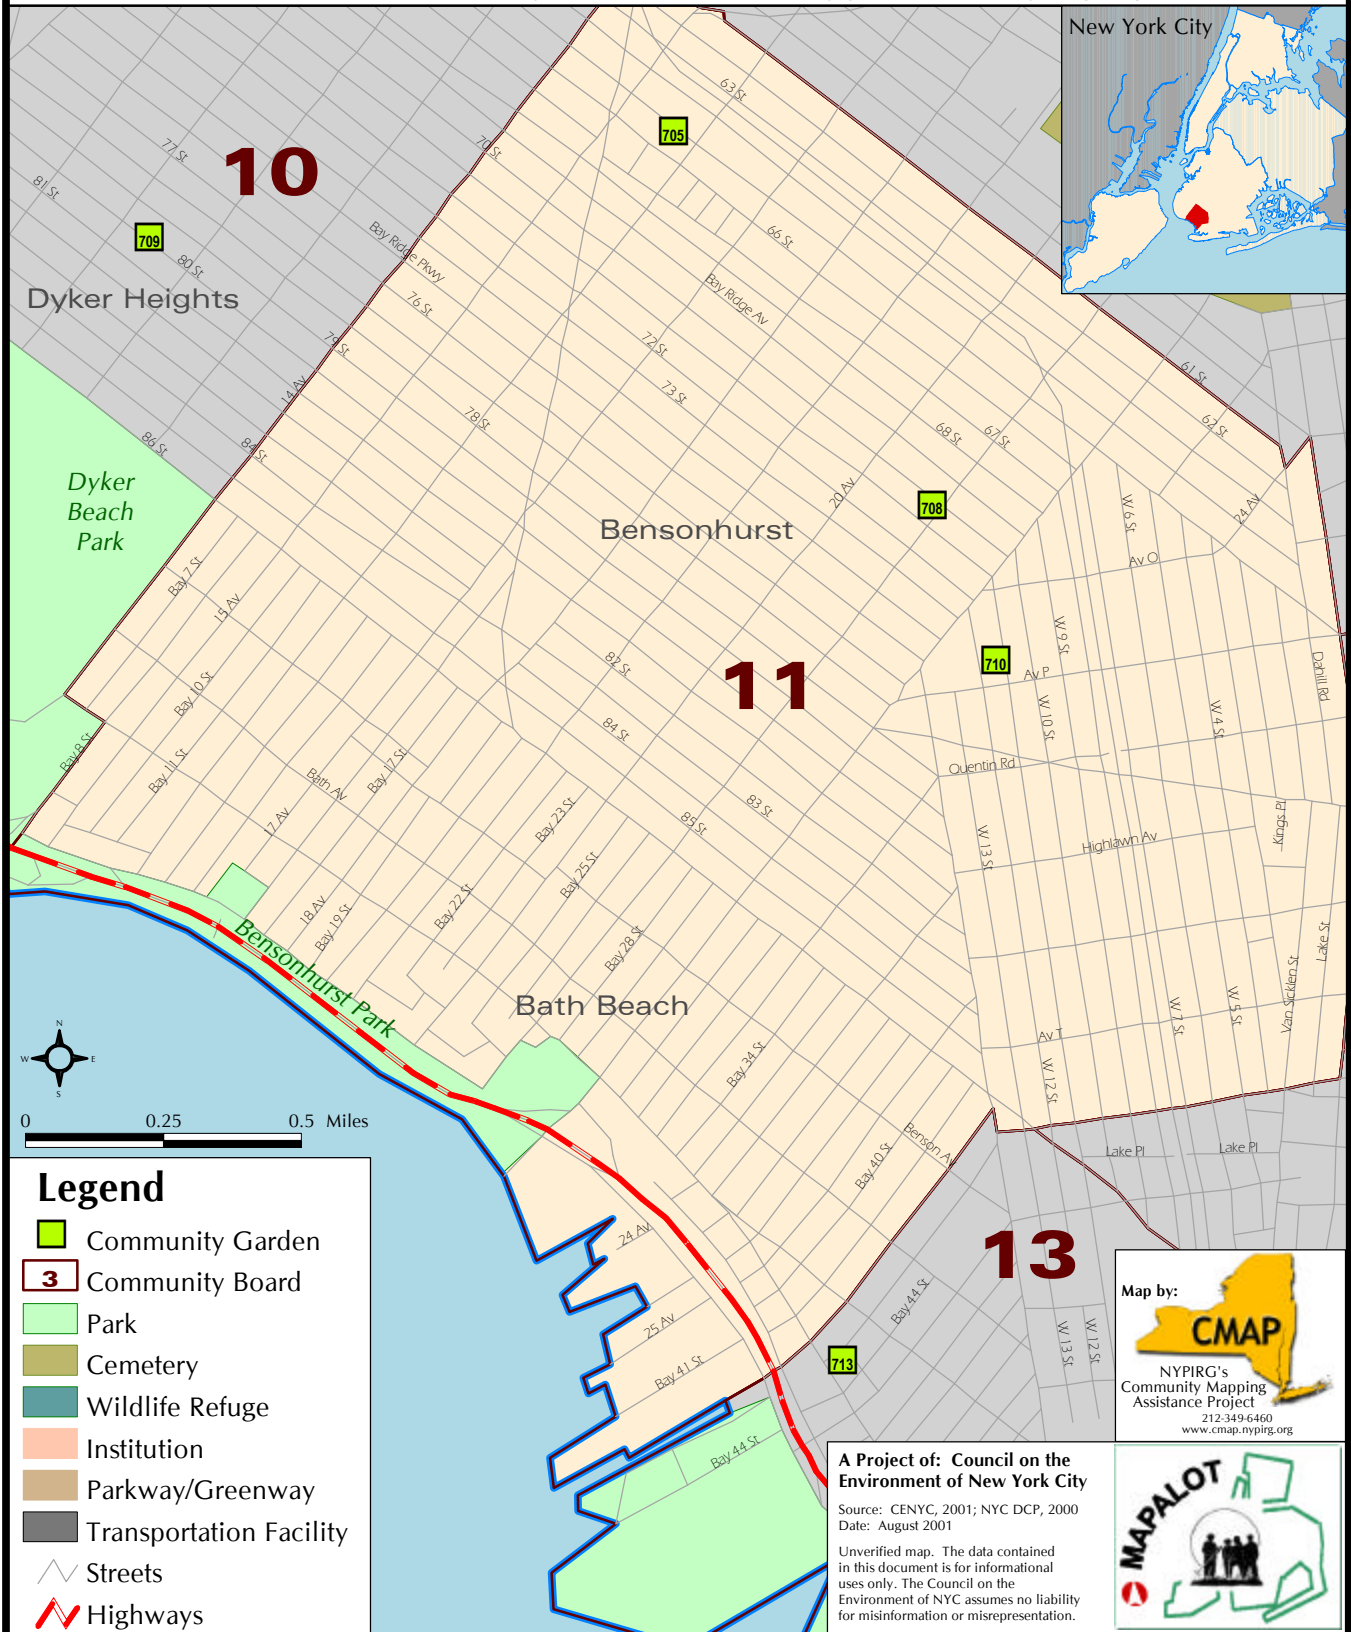 New York City
63 St
705
77 St
10
70 St
81 St
709
66 St
Bay Ridge Pkwy
80 St
Dyker Heights
Bay Ridge Av
76 St
79 St
72 St
61 St
14 Av
73 St
78 St
62 St
68 St
67 St
86 St
84 St
Dyker
Beach
Park
20 Av
708
W 6 St
24 Av
Bensonhurst
Av O
Bay 7 St
15 Av
W 9 St
82 St
710
11
Av P
Dahill Rd
Bay 10 St
W 10 St
W 4 St
84 St
Bay 8 St
Bay 11 St
Bay 17 St
Quentin Rd
Bath Av
83 St
17 Av
Bay 23 St
85 St
Kings Pl
W 13 St
Highlawn Av
Bay 25 St
18 Av
Bay 19 St
Bay 22 St
Bay 28 St
Lake St
Bensonhurst Park
Bath Beach
Van Sicklen St
W 7 St
W 5 St
Av T
N
W E
S
Bay 34 St
W 12 St
0 0.25 0.5 Miles
Benson A
Bay 40 St
Lake Pl
Lake Pl
24 Av
13
25 Av
Bay 44 St
Bay 41 St
713
W 13 St
W 12 St
Bay 44 St
Legend
Community Garden
3 Community Board
Park
Cemetery
Wildlife Refuge
Institution
Parkway/Greenway
Transportation Facility
Streets
Highways
Map by:
CMAP
NYPIRG's
Community Mapping
Assistance Project
212-349-6460
www.cmap.nypirg.org
A Project of: Council on the
Environment of New York City
Source: CENYC, 2001; NYC DCP, 2000
Date: August 2001
Unverified map. The data contained
in this document is for informational
uses only. The Council on the
Environment of NYC assumes no liability
for misinformation or misrepresentation.
MAPALOT